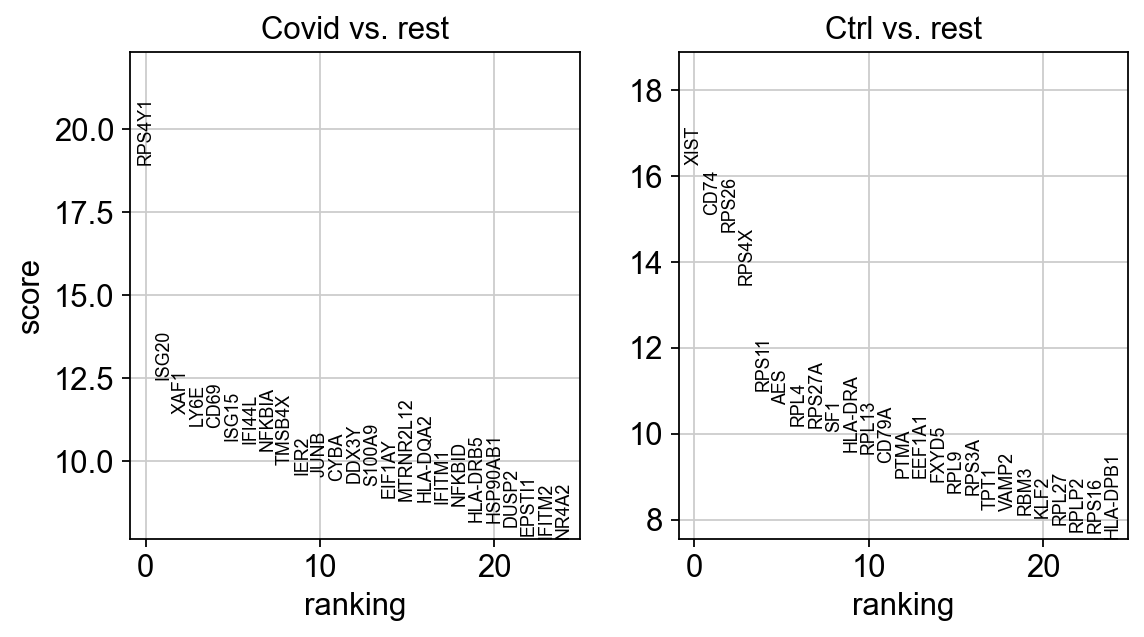 Covid vs. rest
score
20.0
17.5
15.0
12.5
10.0
RPS4Y1
ISG20
XAF1
LY6E
CD69
ISG15
IFI44L
NFKBIA
TMSB4X
IER2
JUNB
CYBA
DDX3Y
S100A9
EIF1AY
MTRNR2L12
HLA-DQA2
IFITM1
NFKBID
HLA-DRB5
HSP90AB1
DUSP2
EPSTI1
IFITM2
NR4A2
0
10
20
ranking
Ctrl vs. rest
18
16
14
12
10
8
XIST
CD74
RPS26
RPS4X
RPS11
AES
RPL4
RPS27A
SF1
HLA-DRA
RPL13
CD79A
PTMA
EEF1A1
FXYD5
RPL9
RPS3A
TPT1
VAMP2
RBM3
KLF2
RPL27
RPLP2
RPS16
HLA-DPB1
0
10
20
ranking